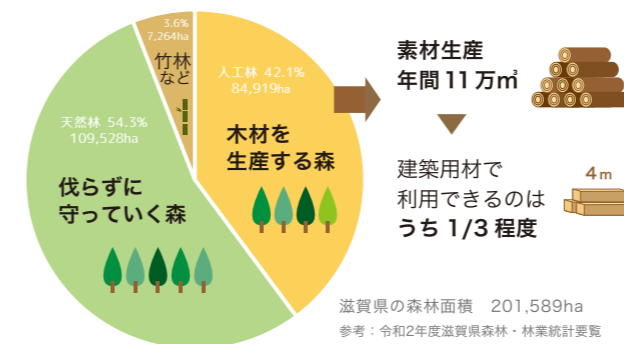 3.6%
7,264ha
竹林
など
人工林 42.1%
84,919ha
木材を
生産する森
天然林 54.3%
109,528ha
伐らずに
守っていく森
素材生産
年間11万㎥
建築用材で
利用できるのは
うち 1/3 程度
4m
滋賀県の森林面積　201,589ha
参考：令和2年度滋賀県森林・林業統計要覧